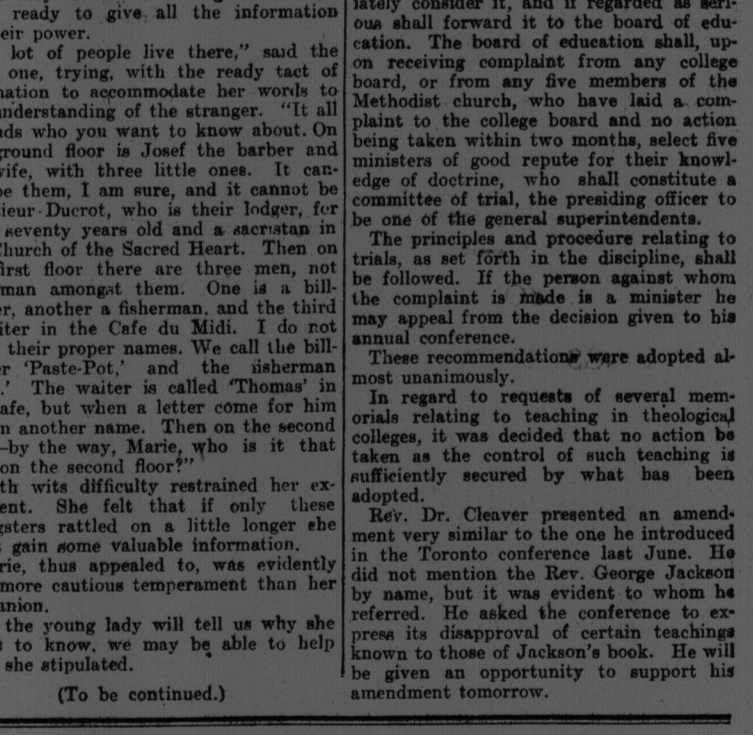 ready to give all the information
eir power.
lot of people live there," said the
one, trying, with the ready tact of
nation to accommodate her words to
understanding of the stranger. "It all
nds who you want to know about. On
ground floor is Josef the barber and
wife, with three little ones. It can-
be them, I am sure, and it cannot be
sieur Ducrot, who is their lodger, for
seventy years old and a sacristan in
Church of the Sacred Heart. Then on
first floor there are three men, not
man amongst them. One is a bill-
er, another a fisherman, and the third
iter in the Cafe du Midi. I do not
their proper names. We call the bill-
r 'Paste-Pot,' and the fisherman
.' The waiter is called 'Thomas' in
afe, but when a letter come for him
n another name. Then on the second
—by the way, Marie, who is it that
on the second floor?"
th wits difficulty restrained her ex-
ent. She felt that if only these
gsters rattled on a little longer she
gain some valuable information.
rie, thus appealed to, was evidently
more cautious temperament than her
anion.
the young lady will tell us why she
to know, we may be able to help
she stipulated.
(To be continued.)
lately consider it, and if regarded as seri-
ous shall forward it to the board of edu-
cation. The board of education shall, up-
on receiving complaint from any college
board, or from any five members of the
Methodist church, who have laid a com-
plaint to the college board and no action
being taken within two months, select five
ministers of good repute for their knowl-
edge of doctrine, who shall constitute a
committee of trial, the presiding officer to
be one of the general superintendents.
The principles and procedure relating to
trials, as set forth in the discipline, shall
be followed. If the person against whom
the complaint is made is a minister he
may appeal from the decision given to his
annual conference.
These recommendations were adopted al-
most unanimously.
In regard to requests of several mem-
orials relating to teaching in theological
colleges, it was decided that no action be
taken as the control of such teaching is
sufficiently secured by what has been
adopted.
Rev. Dr. Cleaver presented an amend-
ment very similar to the one he introduced
in the Toronto conference last June. He
did not mention the Rev. George Jackson
by name, but it was evident to whom he
referred. He asked the conference to ex-
press its disapproval of certain teachings
known to those of Jackson's book. He will
be given an opportunity to support his
amendment tomorrow.